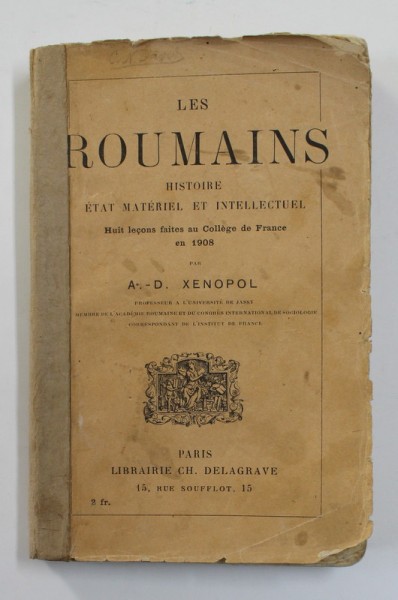 LES
ROUMAINS
HISTOIRE
ÉTAT MATÉRIEL ET INTELLECTUEL
Huit leçons faites au Collège de France
en 1908
PAR
A.-D. XENOPOL
PROFESSEUR A L'UNIVERSITÉ DE IASSY
MEMBRE DE L'ACADÉMIE ROUMAINE ET DU CONGRÈS INTERNATIONAL DE SOCIOLOGIE
CORRESPONDANT DE L'INSTITUT DE FRANCE
PARIS
LIBRAIRIE CH. DELAGRAVE
15, RUE SOUFFLOT, 15
2 fr.